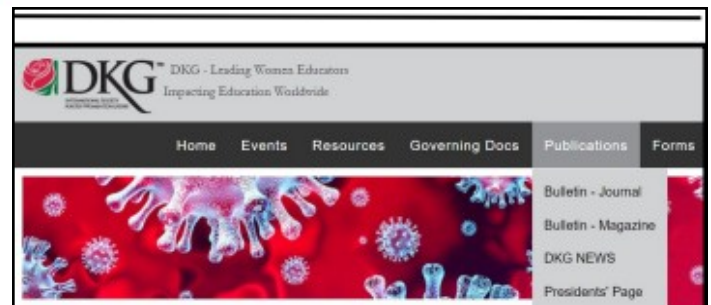 DKG™
DKG - Leading Women Educators
Impacting Education Worldwide
Home Events Resources Governing Docs Publications Forms
Bulletin - Journal
Bulletin - Magazine
DKG NEWS
Presidents' Page